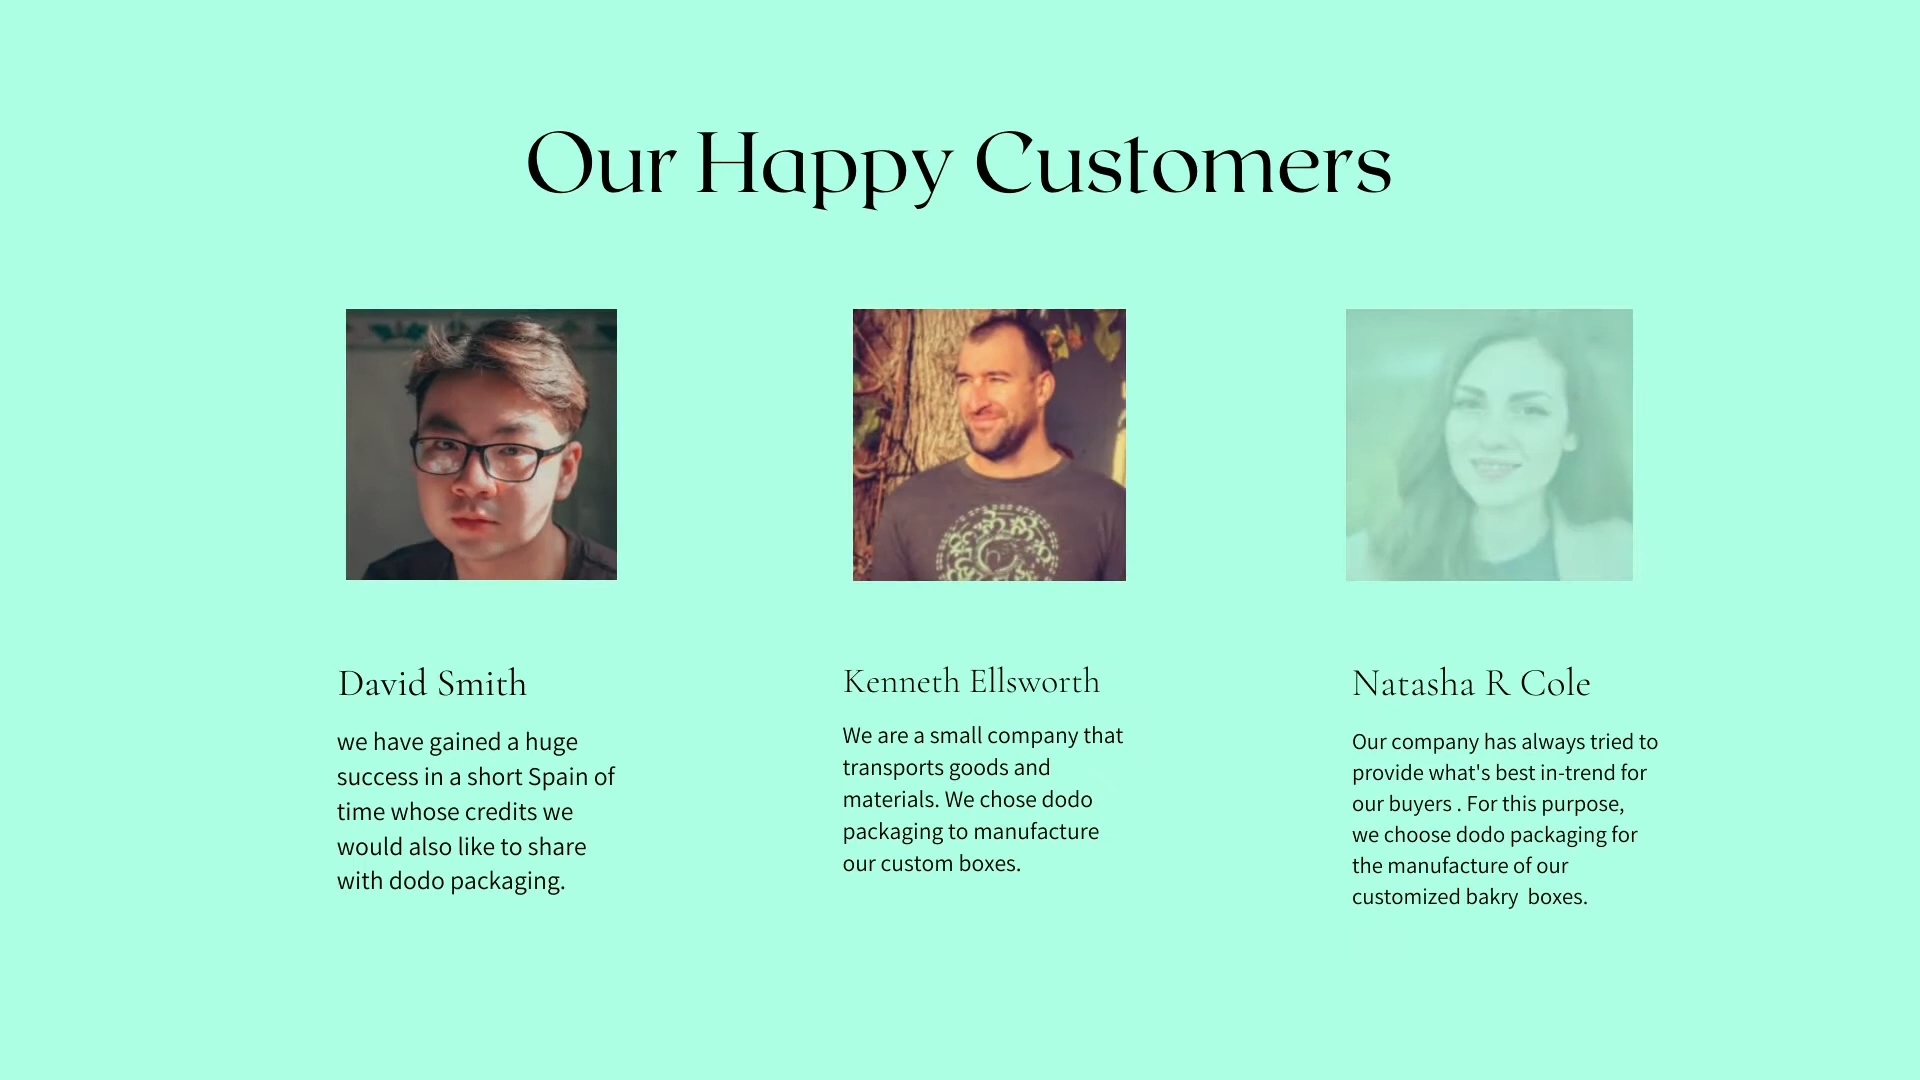 Our Happy Customers
David Smith
we have gained a huge
success in a short Spain of
time whose credits we
would also like to share
with dodo packaging.
Kenneth Ellsworth
We are a small company that
transports goods and
materials. We chose dodo
packaging to manufacture
our custom boxes.
Natasha R Cole
Our company has always tried to
provide what's best in-trend for
our buyers . For this purpose,
we choose dodo packaging for
the manufacture of our
customized bakry  boxes.